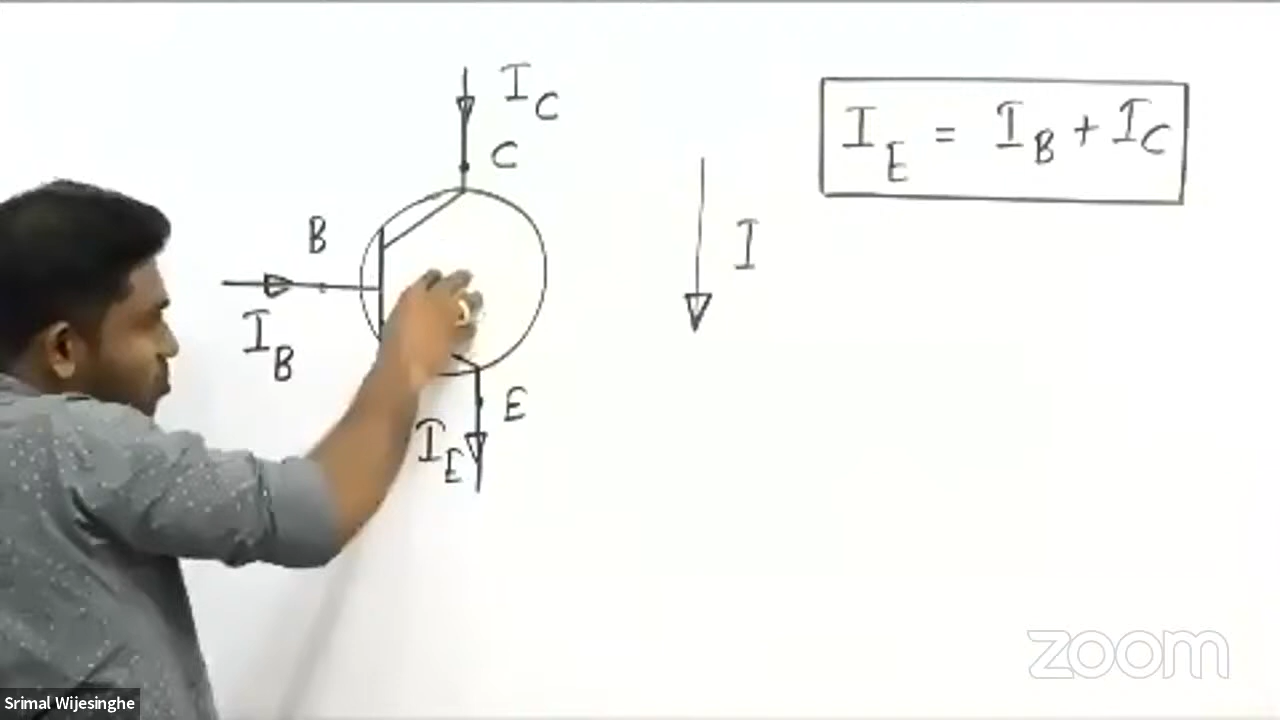 I_C
C
B
I_B
E
I_E
I
I_E = I_B + I_C
zoom
Srimal Wijesinghe